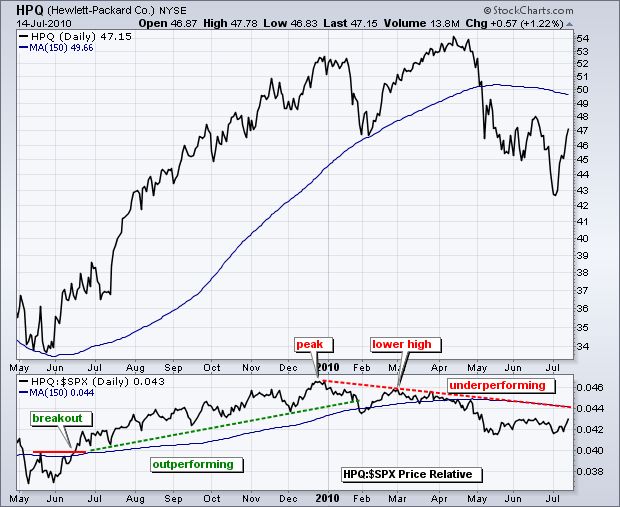 HPQ (Hewlett-Packard Co.) NYSE © StockCharts.com
14-Jul-2010 Open 46.87 High 47.78 Low 46.83 Last 47.15 Volume 13.8M Chg +0.57 (+1.22%)
HPQ (Daily) 47.15
MA(150) 49.66
54
53
52
51
50
49
48
47
46
45
44
43
42
41
40
39
38
37
36
35
34
May Jun Jul Aug Sep Oct Nov Dec 2010 Feb Mar Apr May Jun Jul
peak
lower high
HPQ:$SPX (Daily) 0.043
MA(150) 0.044
underperforming
breakout
outperforming
HPQ:$SPX Price Relative
0.046
0.044
0.042
0.040
0.038
May Jun Jul Aug Sep Oct Nov Dec 2010 Feb Mar Apr May Jun Jul